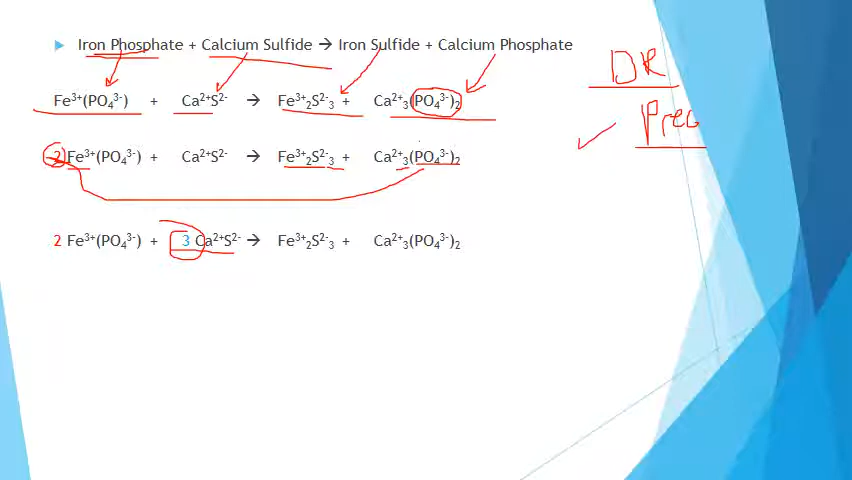 Iron Phosphate + Calcium Sulfide → Iron Sulfide + Calcium Phosphate
DR
Fe³⁺(PO₄³⁻) + Ca²⁺S²⁻ → Fe³⁺₂S²⁻₃ + Ca²⁺₃(PO₄³⁻)₂
Prec
2 Fe³⁺(PO₄³⁻) + Ca²⁺S²⁻ → Fe³⁺₂S²⁻₃ + Ca²⁺₃(PO₄³⁻)₂
2 Fe³⁺(PO₄³⁻) + 3 Ca²⁺S²⁻ → Fe³⁺₂S²⁻₃ + Ca²⁺₃(PO₄³⁻)₂